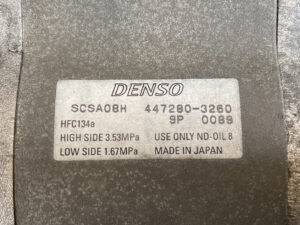 DENSO
SCSA08H 447280-3260
9P 0089
HFC134a
HIGH SIDE 3.53MPa USE ONLY ND-OIL 8
LOW SIDE 1.67MPa MADE IN JAPAN